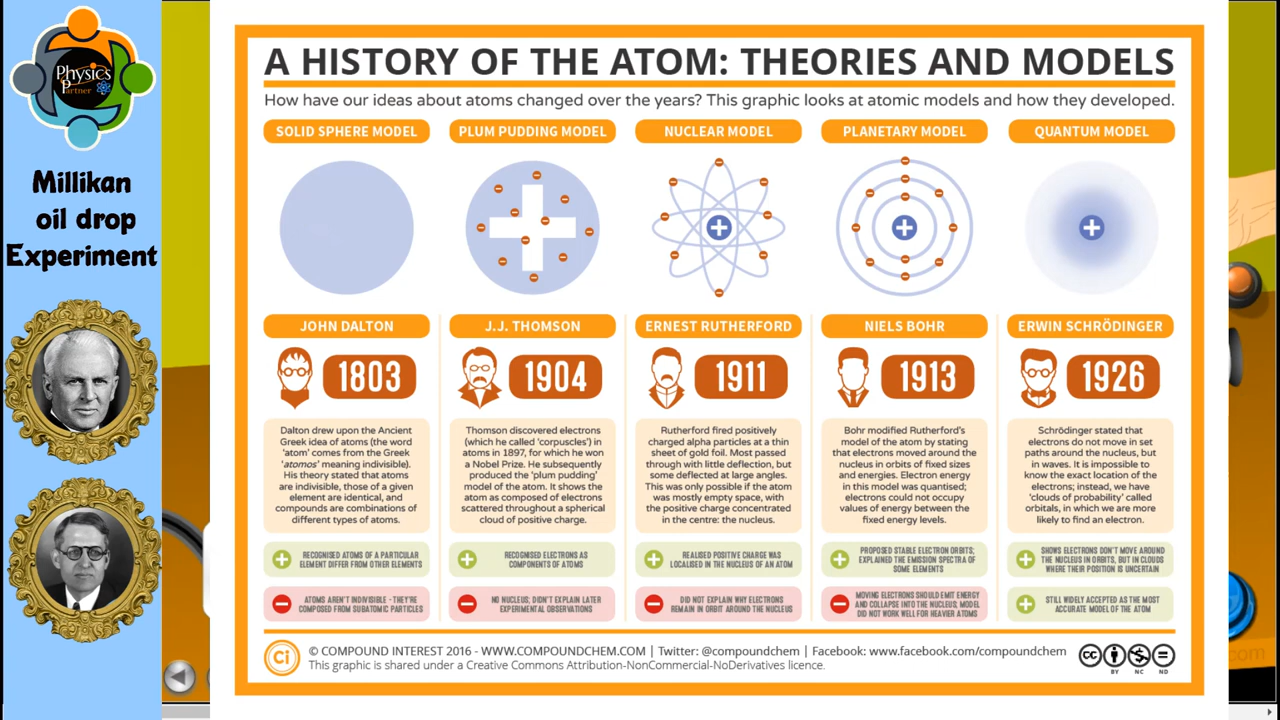 Physics
Partner
Millikan
oil drop
Experiment
A HISTORY OF THE ATOM: THEORIES AND MODELS
How have our ideas about atoms changed over the years? This graphic looks at atomic models and how they developed.
SOLID SPHERE MODEL
PLUM PUDDING MODEL
NUCLEAR MODEL
PLANETARY MODEL
QUANTUM MODEL
JOHN DALTON
J.J. THOMSON
ERNEST RUTHERFORD
NIELS BOHR
ERWIN SCHRÖDINGER
1803
1904
1911
1913
1926
Dalton drew upon the Ancient
Greek idea of atoms (the word
'atom' comes from the Greek
'atomos' meaning indivisible).
His theory stated that atoms
are indivisible, those of a given
element are identical, and
compounds are combinations of
different types of atoms.
Thomson discovered electrons
(which he called 'corpuscles') in
atoms in 1897, for which he won
a Nobel Prize. He subsequently
produced the 'plum pudding'
model of the atom. It shows the
atom as composed of electrons
scattered throughout a spherical
cloud of positive charge.
Rutherford fired positively
charged alpha particles at a thin
sheet of gold foil. Most passed
through with little deflection, but
some deflected at large angles.
This was only possible if the atom
was mostly empty space, with
the positive charge concentrated
in the centre: the nucleus.
Bohr modified Rutherford's
model of the atom by stating
that electrons moved around the
nucleus in orbits of fixed sizes
and energies. Electron energy
in this model was quantised;
electrons could not occupy
values of energy between the
fixed energy levels.
Schrödinger stated that
electrons do not move in set
paths around the nucleus, but
in waves. It is impossible to
know the exact location of the
electrons; instead, we have
'clouds of probability' called
orbitals, in which we are more
likely to find an electron.
RECOGNISED ATOMS OF A PARTICULAR
ELEMENT DIFFER FROM OTHER ELEMENTS
RECOGNISED ELECTRONS AS
COMPONENTS OF ATOMS
REALISED POSITIVE CHARGE WAS
LOCALISED IN THE NUCLEUS OF AN ATOM
PROPOSED STABLE ELECTRON ORBITS;
EXPLAINED THE EMISSION SPECTRA OF
SOME ELEMENTS
SHOWS ELECTRONS DON'T MOVE AROUND
THE NUCLEUS IN ORBITS, BUT IN CLOUDS
WHERE THEIR POSITION IS UNCERTAIN
ATOMS AREN'T INDIVISIBLE - THEY'RE
COMPOSED FROM SUBATOMIC PARTICLES
NO NUCLEUS; DIDN'T EXPLAIN LATER
EXPERIMENTAL OBSERVATIONS
DID NOT EXPLAIN WHY ELECTRONS
REMAIN IN ORBIT AROUND THE NUCLEUS
MOVING ELECTRONS SHOULD EMIT ENERGY
AND COLLAPSE INTO THE NUCLEUS; MODEL
DID NOT WORK WELL FOR HEAVIER ATOMS
STILL WIDELY ACCEPTED AS THE MOST
ACCURATE MODEL OF THE ATOM
Ci
© COMPOUND INTEREST 2016 - WWW.COMPOUNDCHEM.COM | Twitter: @compoundchem | Facebook: www.facebook.com/compoundchem
This graphic is shared under a Creative Commons Attribution-NonCommercial-NoDerivatives licence.
cc
BY NC ND
com